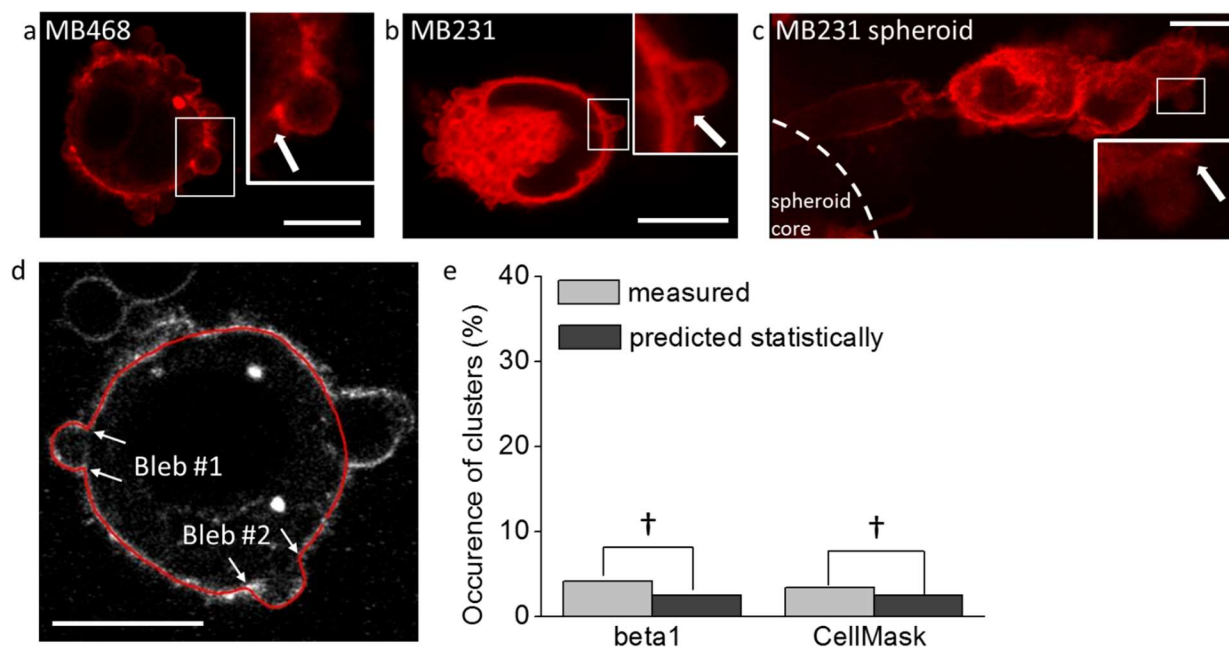 a MB468
b MB231
c MB231 spheroid
spheroid
core
d
Bleb #1
Bleb #2
e
Occurence of clusters (%)
40
30
20
10
0
measured
predicted statistically
†
†
beta1
CellMask